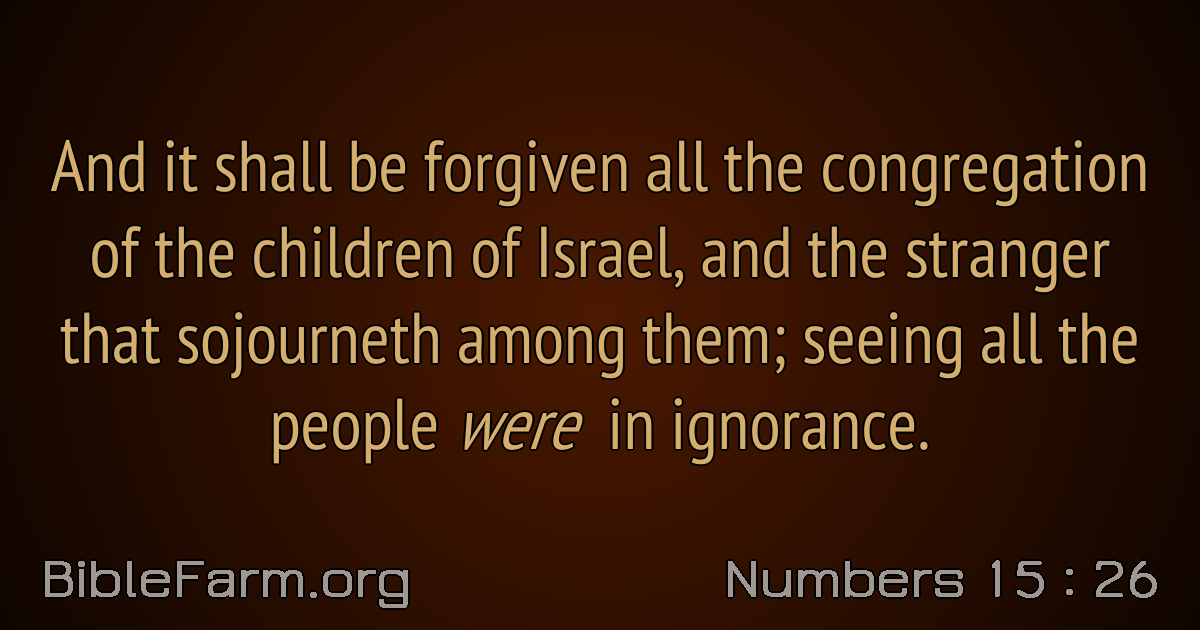 And it shall be forgiven all the congregation
of the children of Israel, and the stranger
that sojourneth among them; seeing all the
people were in ignorance.
BibleFarm.org
Numbers 15 : 26